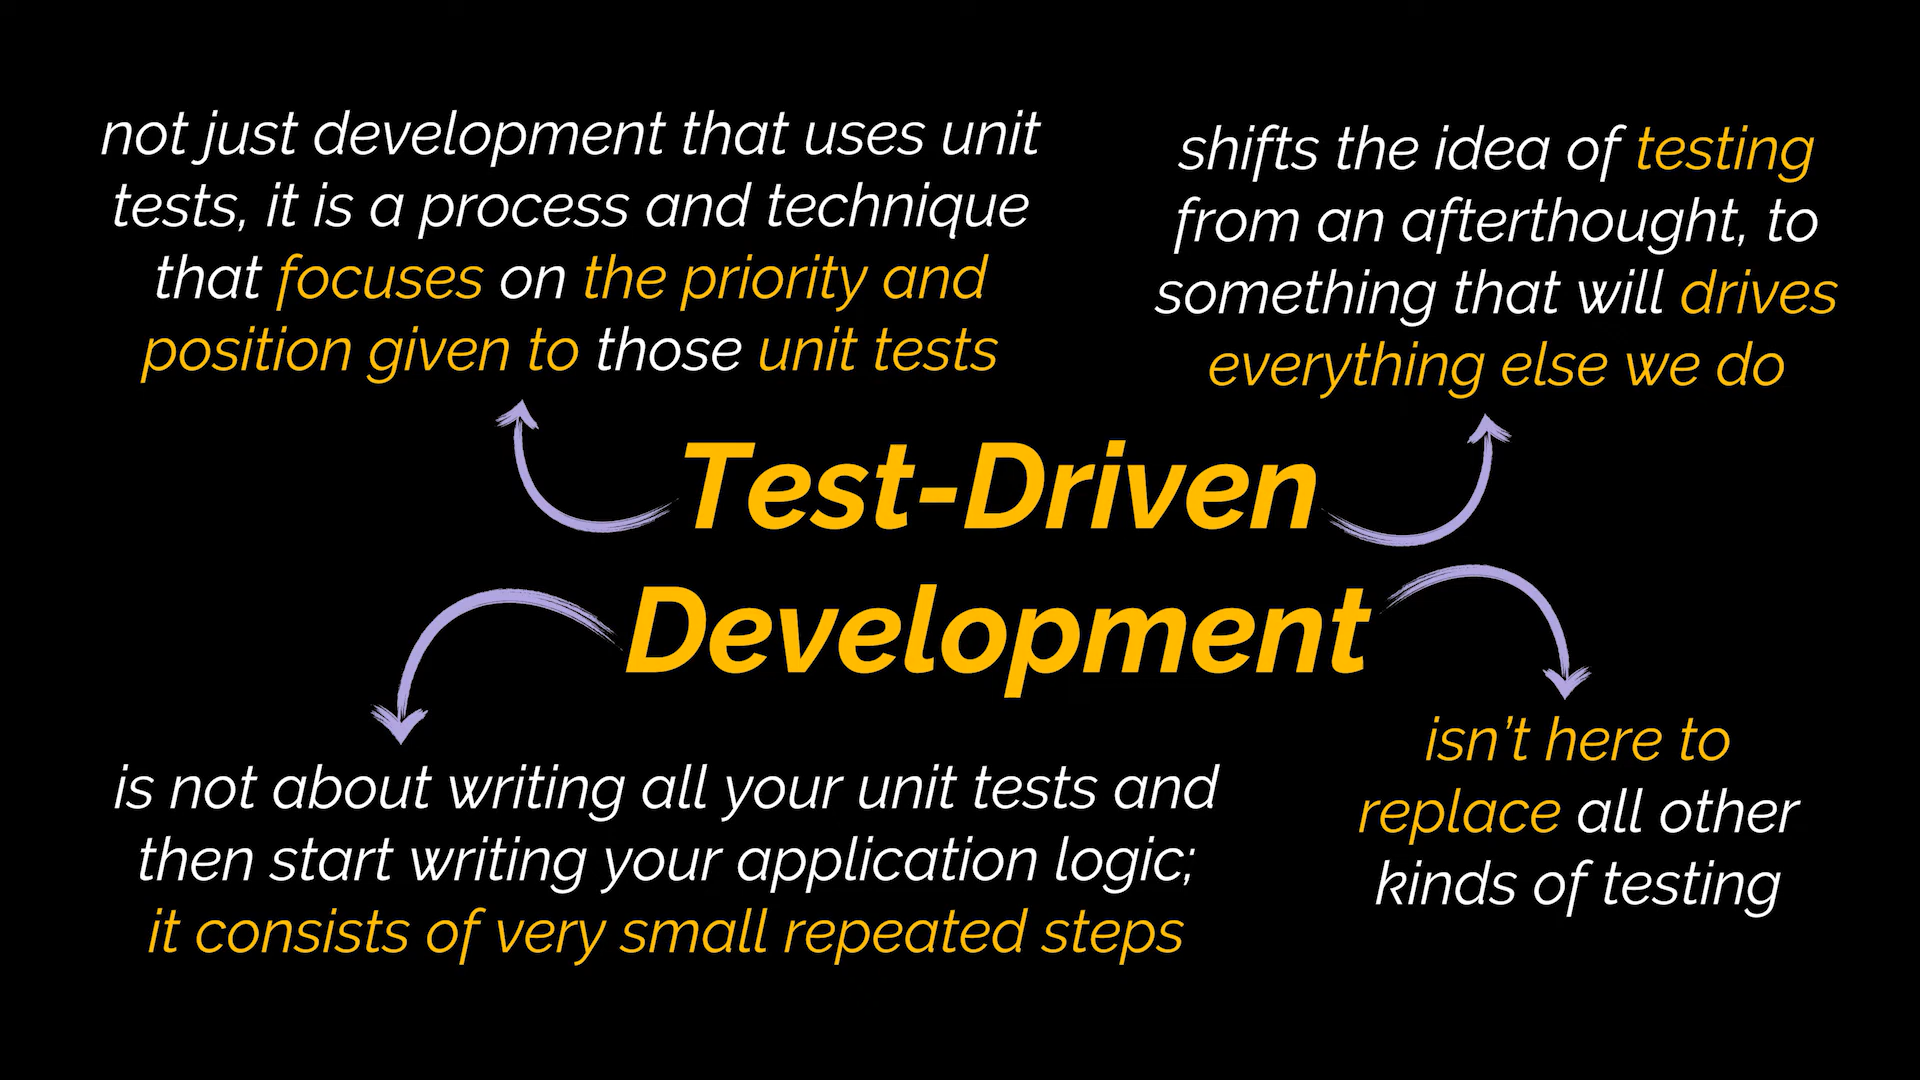 not just development that uses unit
tests, it is a process and technique
that focuses on the priority and
position given to those unit tests
shifts the idea of testing
from an afterthought, to
something that will drives
everything else we do
Test-Driven
Development
is not about writing all your unit tests and
then start writing your application logic;
it consists of very small repeated steps
isn't here to
replace all other
kinds of testing